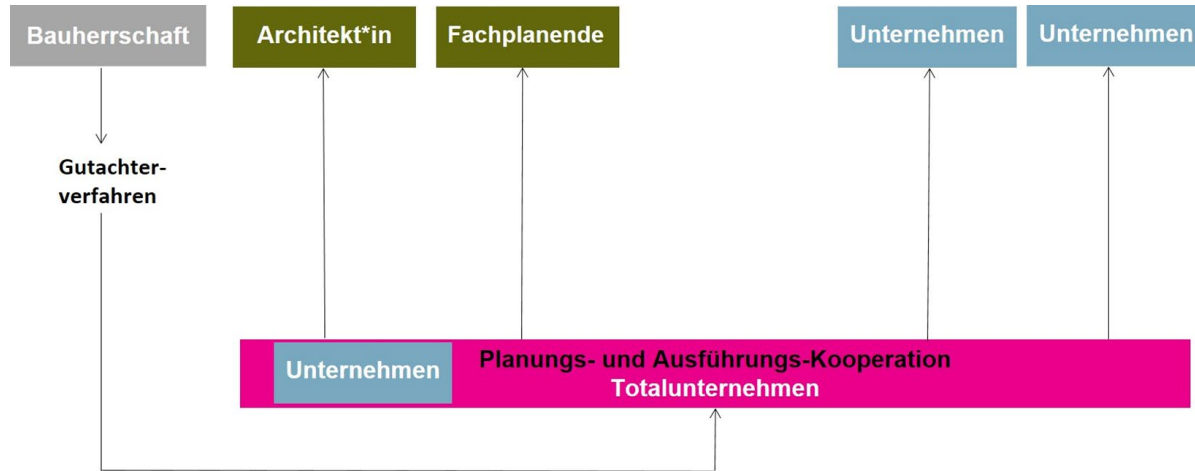 Bauherrschaft
Architekt*in
Fachplanende
Unternehmen
Unternehmen
Gutachter-
verfahren
Unternehmen
Planungs- und Ausführungs-Kooperation
Totalunternehmen